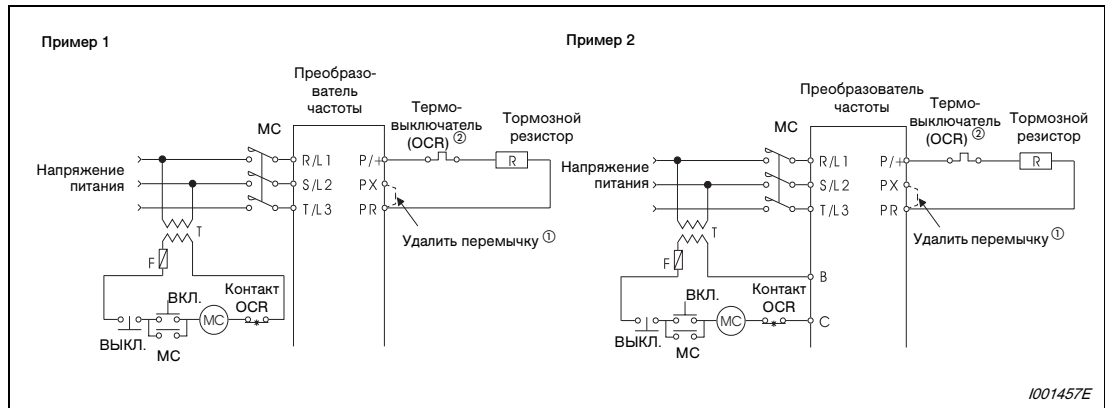 Пример 1
Преобразо-
ватель
частоты
Термо-
выключатель
(OCR) ②
Тормозной
резистор
MC
R/L1
P/+
R
Напряжение
питания
S/L2
PX
T/L3
PR
Удалить перемычку ①
T
F
ВКЛ.
Контакт
OCR
MC
ВЫКЛ.
MC
Пример 2
Преобразователь
частоты
Термо-
выключатель
(OCR) ②
Тормозной
резистор
MC
R/L1
P/+
R
Напряжение
питания
S/L2
PX
T/L3
PR
Удалить перемычку ①
T
F
B
ВКЛ.
Контакт
OCR
MC
C
ВЫКЛ.
MC
I001457E